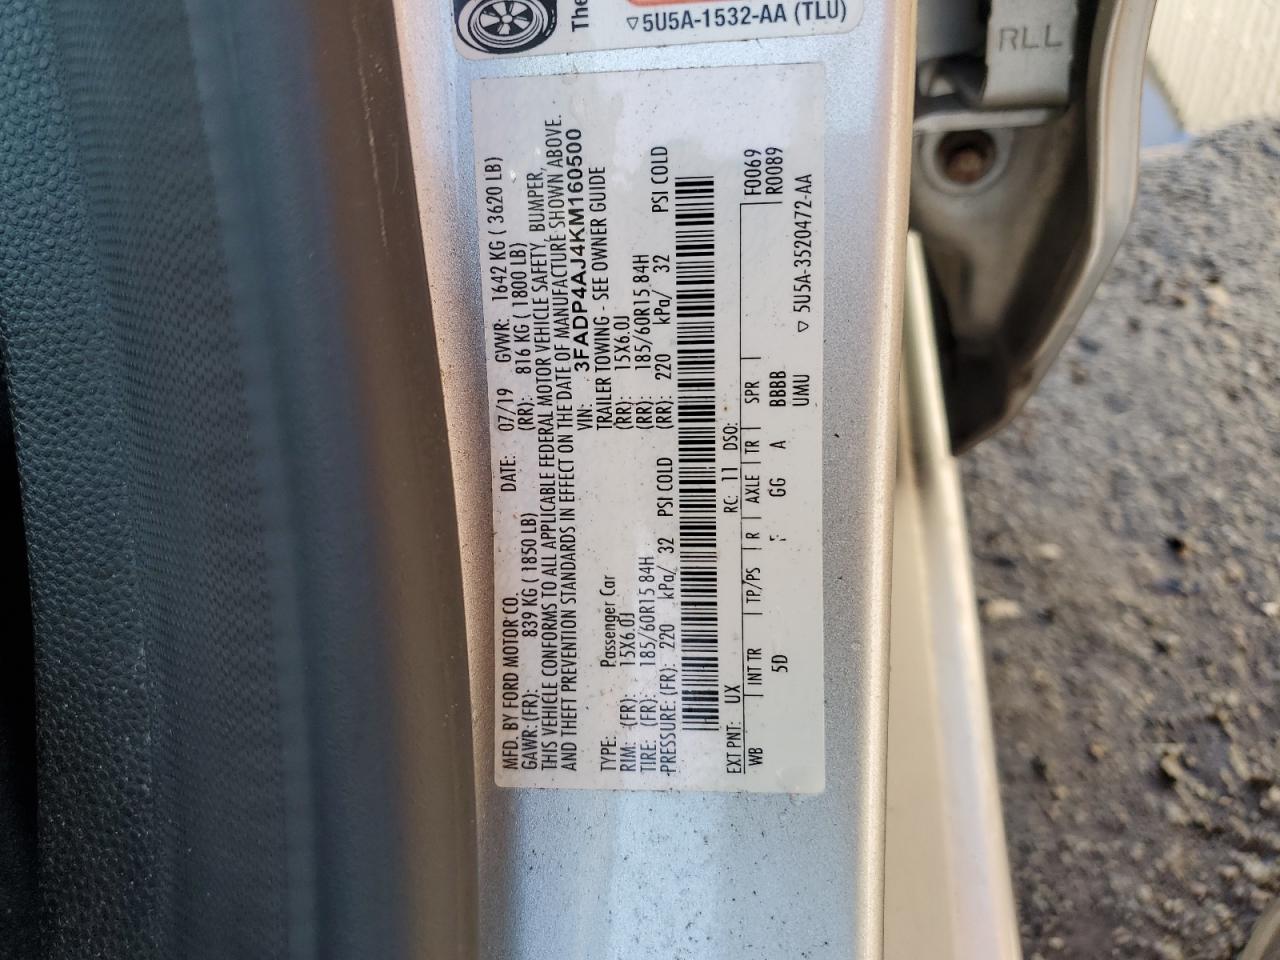 The
▽5U5A-1532-AA (TLU)
RLL
MFD. BY FORD MOTOR CO.
DATE: 07/19 GVWR: 1642 KG ( 3620 LB)
GAWR: (FR): 839 KG ( 1850 LB) (RR): 816 KG ( 1800 LB)
THIS VEHICLE CONFORMS TO ALL APPLICABLE FEDERAL MOTOR VEHICLE SAFETY, BUMPER,
AND THEFT PREVENTION STANDARDS IN EFFECT ON THE DATE OF MANUFACTURE SHOWN ABOVE.
VIN: 3FADP4AJ4KM160500
TYPE: Passenger Car TRAILER TOWING - SEE OWNER GUIDE
RIM: (FR): 15X6.0J (RR): 15X6.0J
TIRE: (FR): 185/60R15 84H (RR): 185/60R15 84H
PRESSURE: (FR): 220 kPa/ 32 PSI COLD (RR): 220 kPa/ 32 PSI COLD
EXT PNT: UX RC: 11 DSO: F0069
WB INT TR TP/PS R AXLE TR SPR R0089
5D F GG A BBBB
UMU
▽ 5U5A-3520472-AA